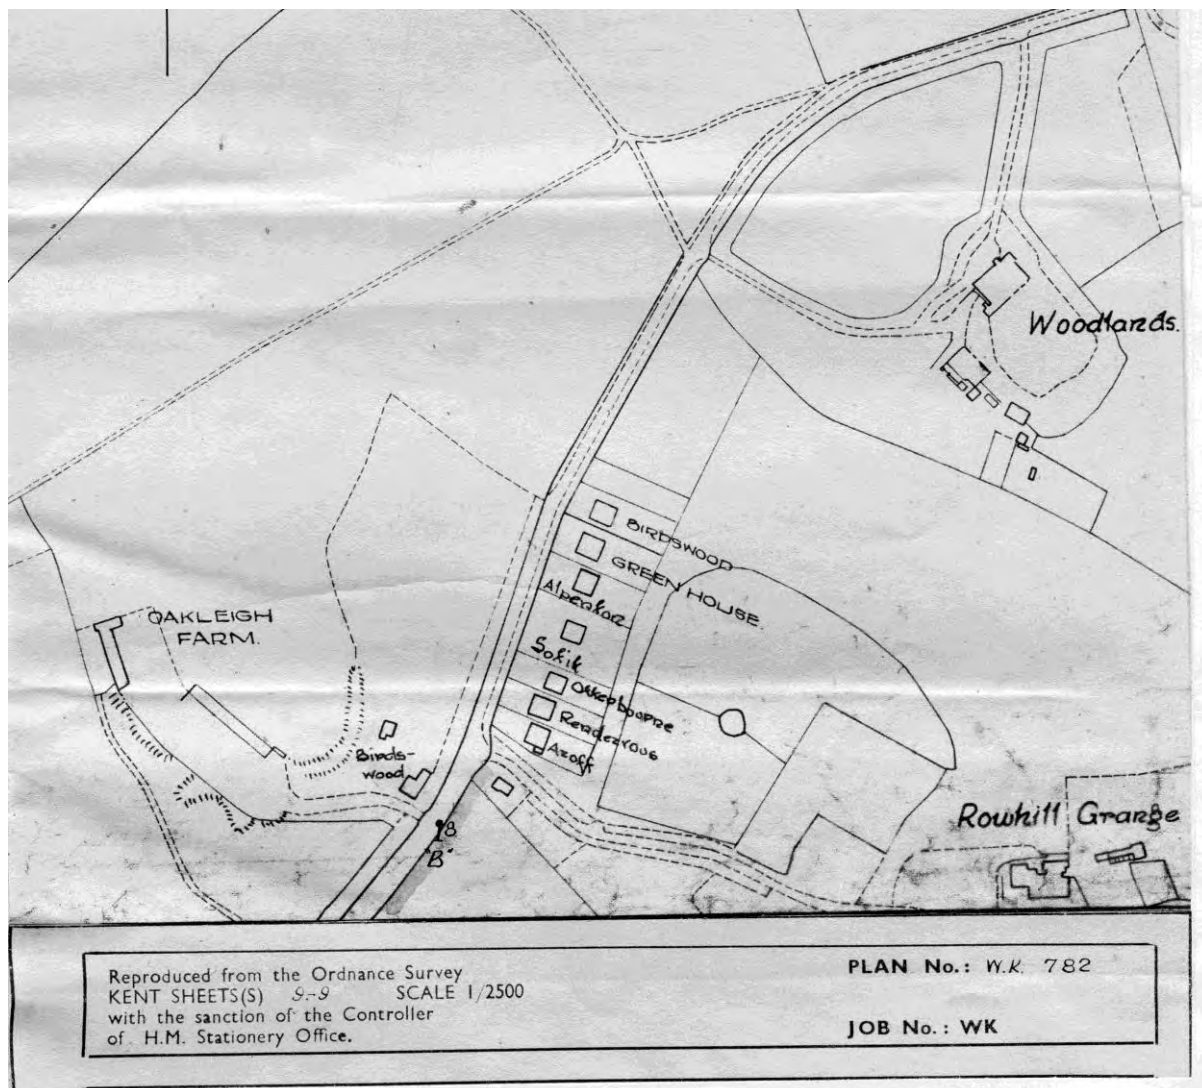 Woodlands.
BIRDSWOOD
GREEN HOUSE.
OAKLEIGH
FARM.
Sofik
Rendezvous
Azoff
Birds-
wood.
18
"B"
Rowhill Grange
Reproduced from the Ordnance Survey
KENT SHEETS(S) 9-9 SCALE 1/2500
with the sanction of the Controller
of H.M. Stationery Office.
PLAN No.: W.K. 782
JOB No.: WK